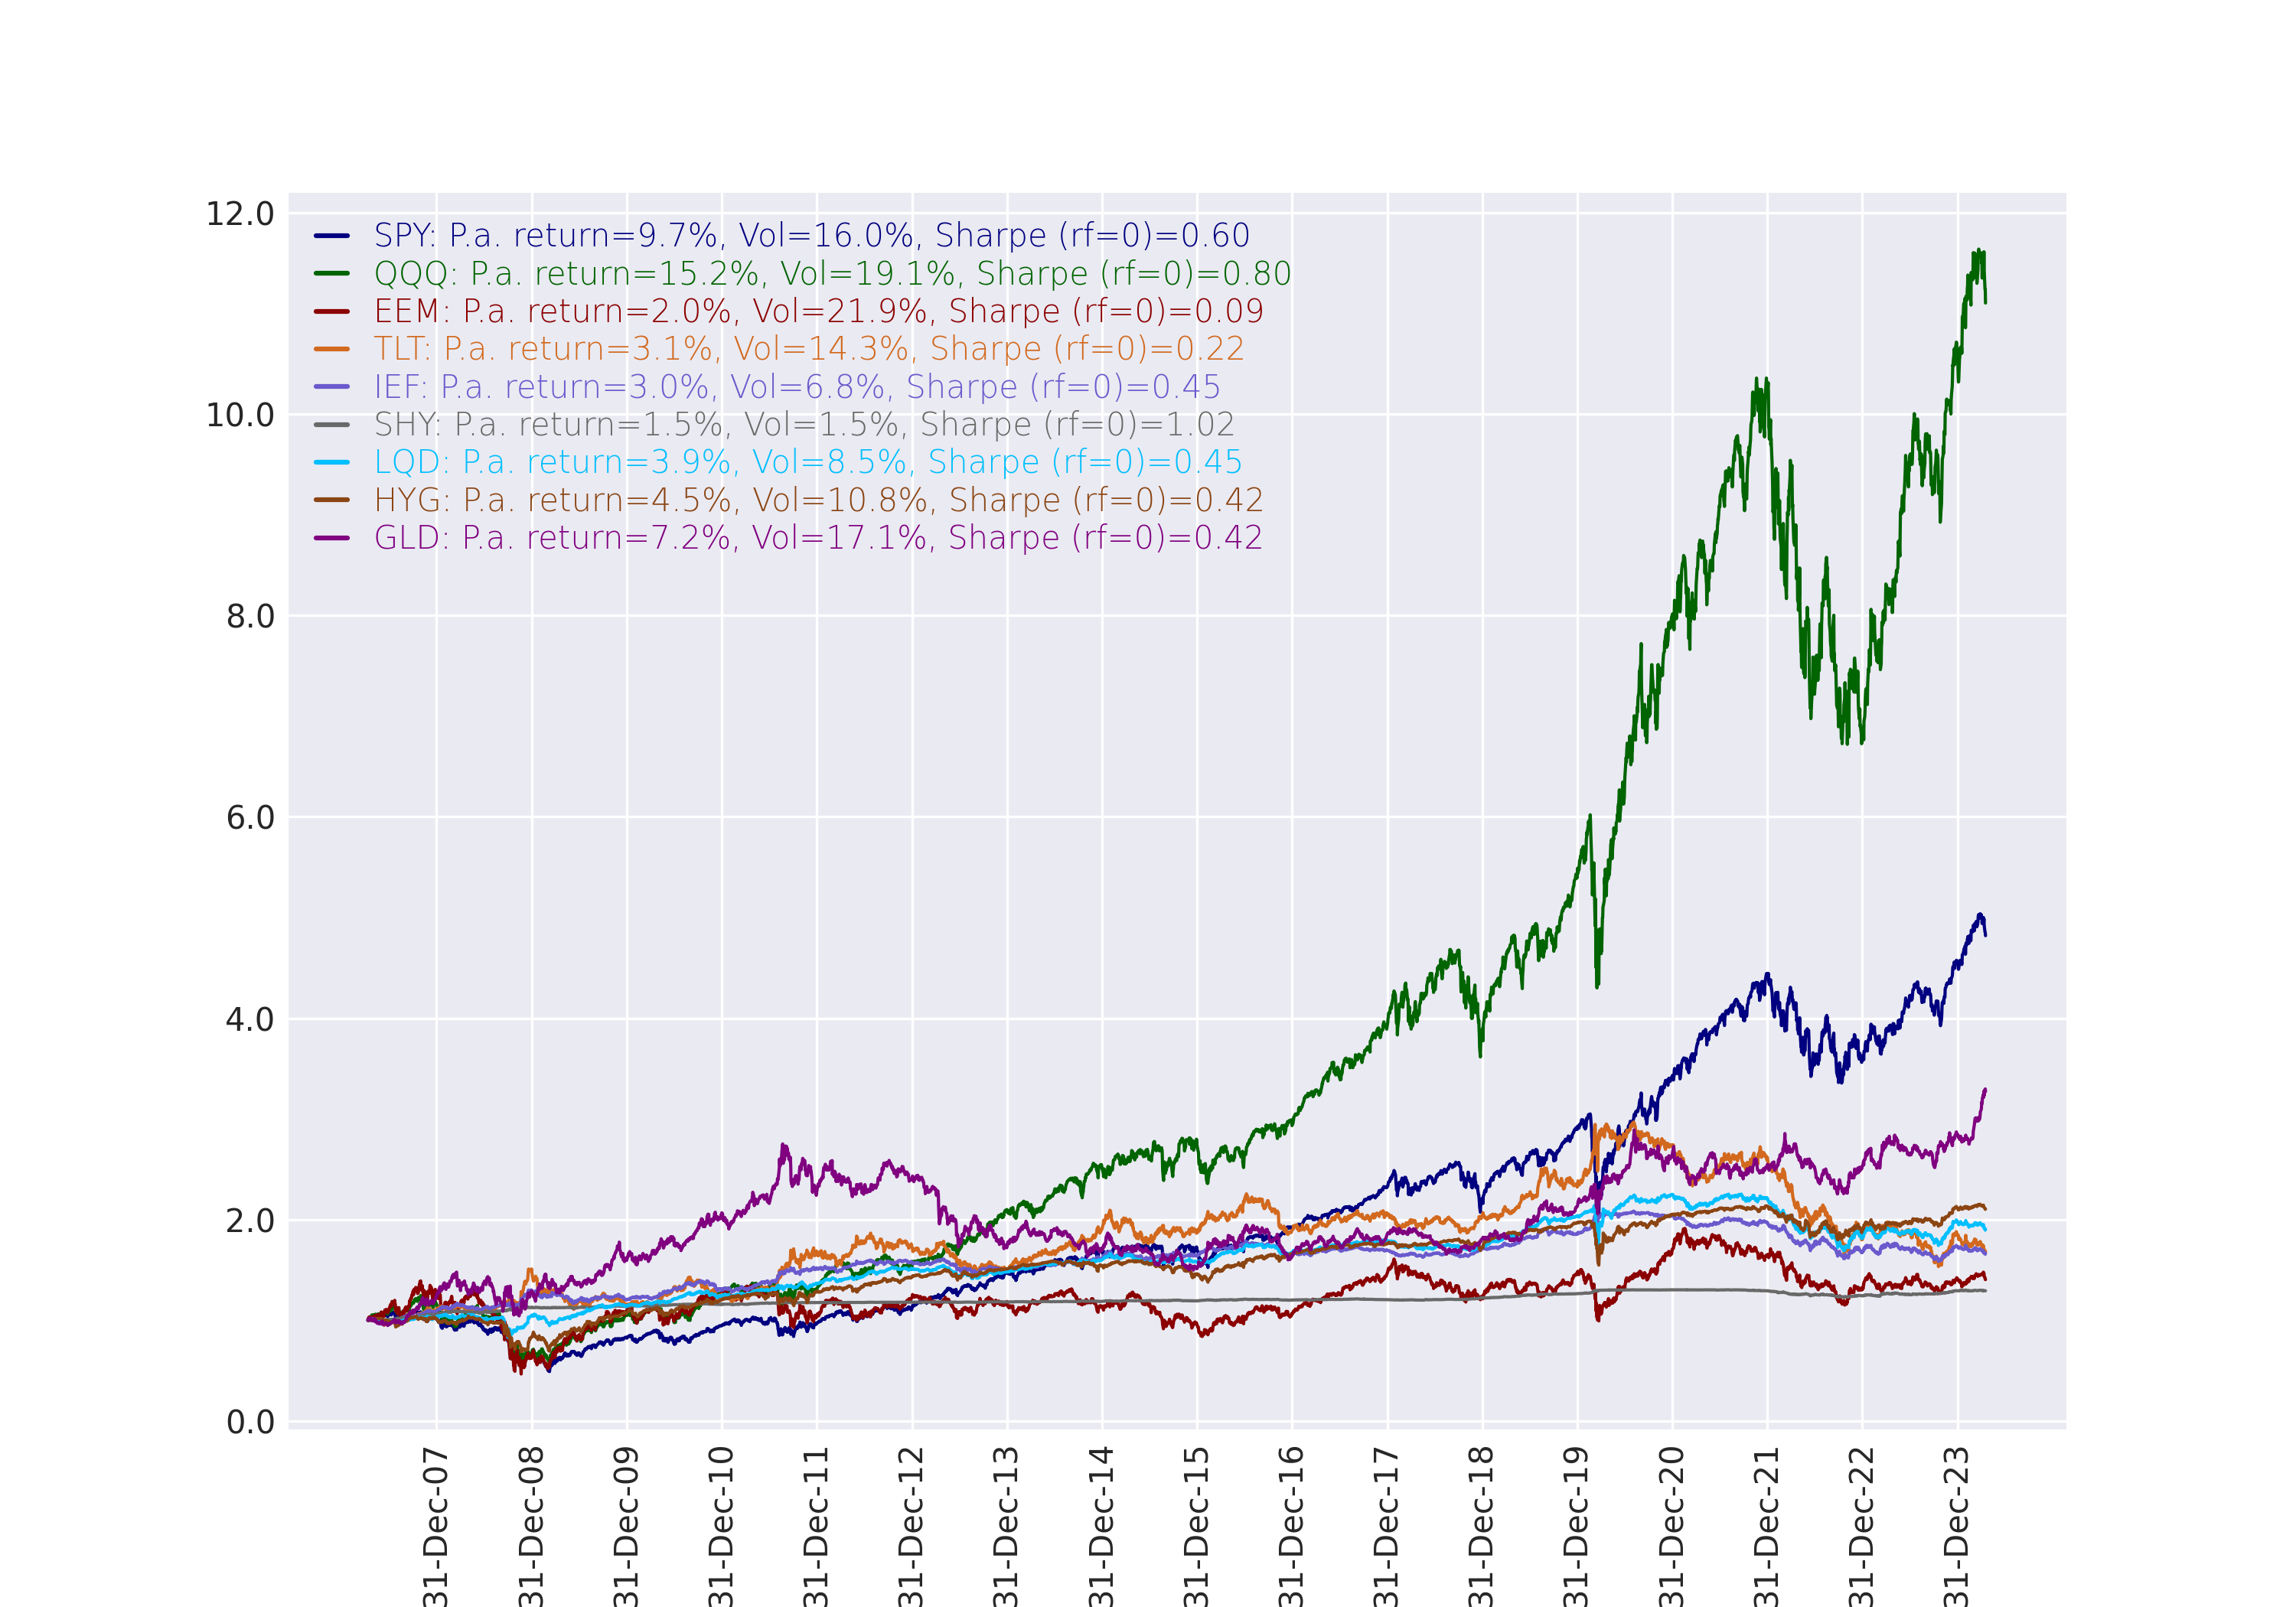 12.0
SPY: P.a. return=9.7%, Vol=16.0%, Sharpe (rf=0)=0.60
QQQ: P.a. return=15.2%, Vol=19.1%, Sharpe (rf=0)=0.80
EEM: P.a. return=2.0%, Vol=21.9%, Sharpe (rf=0)=0.09
TLT: P.a. return=3.1%, Vol=14.3%, Sharpe (rf=0)=0.22
IEF: P.a. return=3.0%, Vol=6.8%, Sharpe (rf=0)=0.45
10.0
SHY: P.a. return=1.5%, Vol=1.5%, Sharpe (rf=0)=1.02
LQD: P.a. return=3.9%, Vol=8.5%, Sharpe (rf=0)=0.45
HYG: P.a. return=4.5%, Vol=10.8%, Sharpe (rf=0)=0.42
GLD: P.a. return=7.2%, Vol=17.1%, Sharpe (rf=0)=0.42
8.0
6.0
4.0
2.0
0.0
31-Dec-07
31-Dec-08
31-Dec-09
31-Dec-10
31-Dec-11
31-Dec-12
31-Dec-13
31-Dec-14
31-Dec-15
31-Dec-16
31-Dec-17
31-Dec-18
31-Dec-19
31-Dec-20
31-Dec-21
31-Dec-22
31-Dec-23